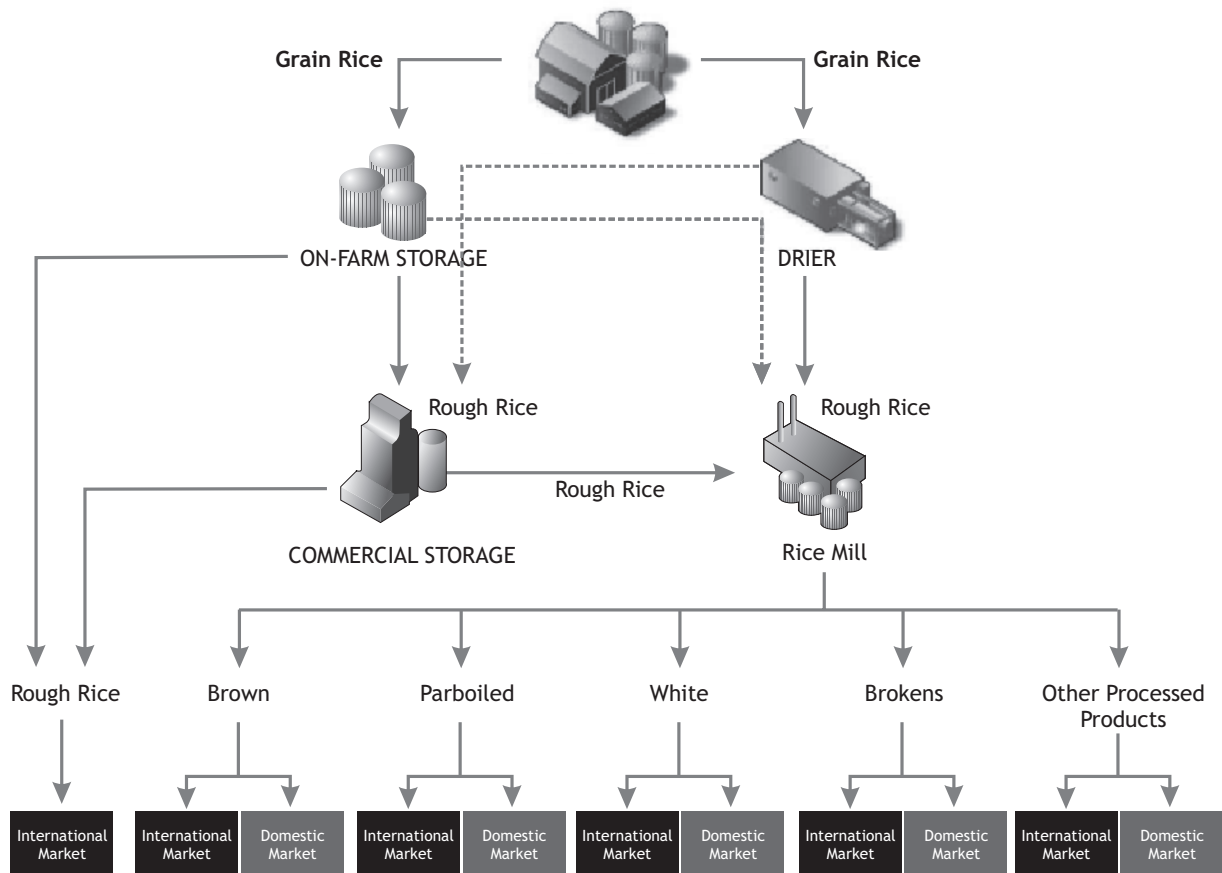 Grain Rice
Grain Rice
ON-FARM STORAGE
DRIER
Rough Rice
Rough Rice
Rough Rice
COMMERCIAL STORAGE
Rice Mill
Rough Rice
Brown
Parboiled
White
Brokens
Other Processed
Products
International
Market
International
Market
Domestic
Market
International
Market
Domestic
Market
International
Market
Domestic
Market
International
Market
Domestic
Market
International
Market
Domestic
Market